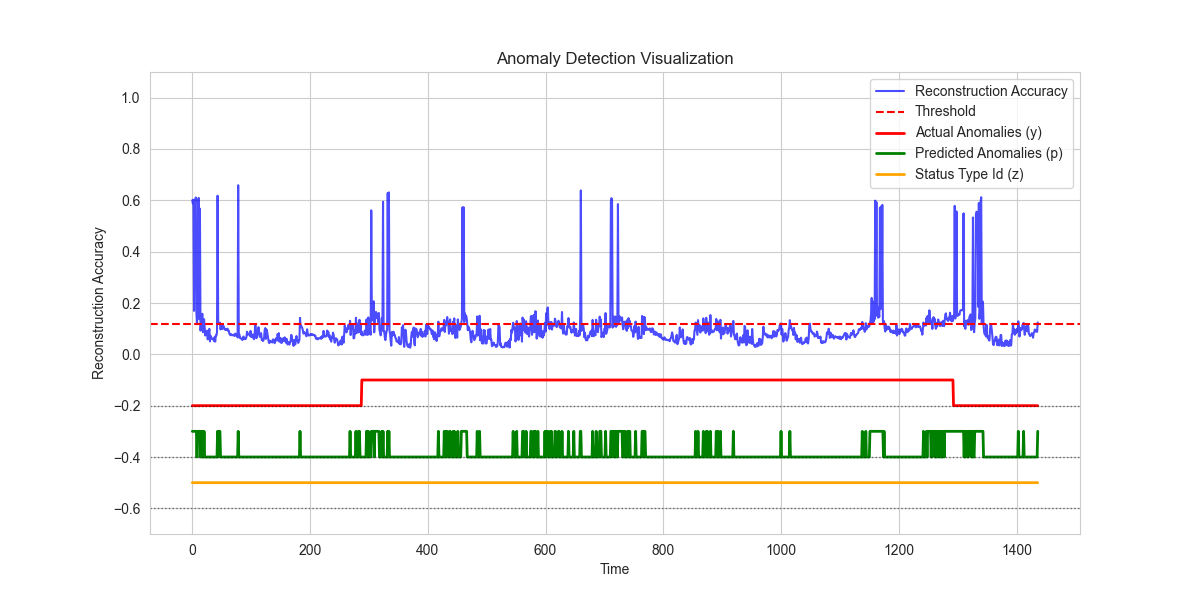 Anomaly Detection Visualization
Reconstruction Accuracy
Threshold
Actual Anomalies (y)
Predicted Anomalies (p)
Status Type Id (z)
Reconstruction Accuracy
1.0
0.8
0.6
0.4
0.2
0.0
−0.2
−0.4
−0.6
0 200 400 600 800 1000 1200 1400
Time